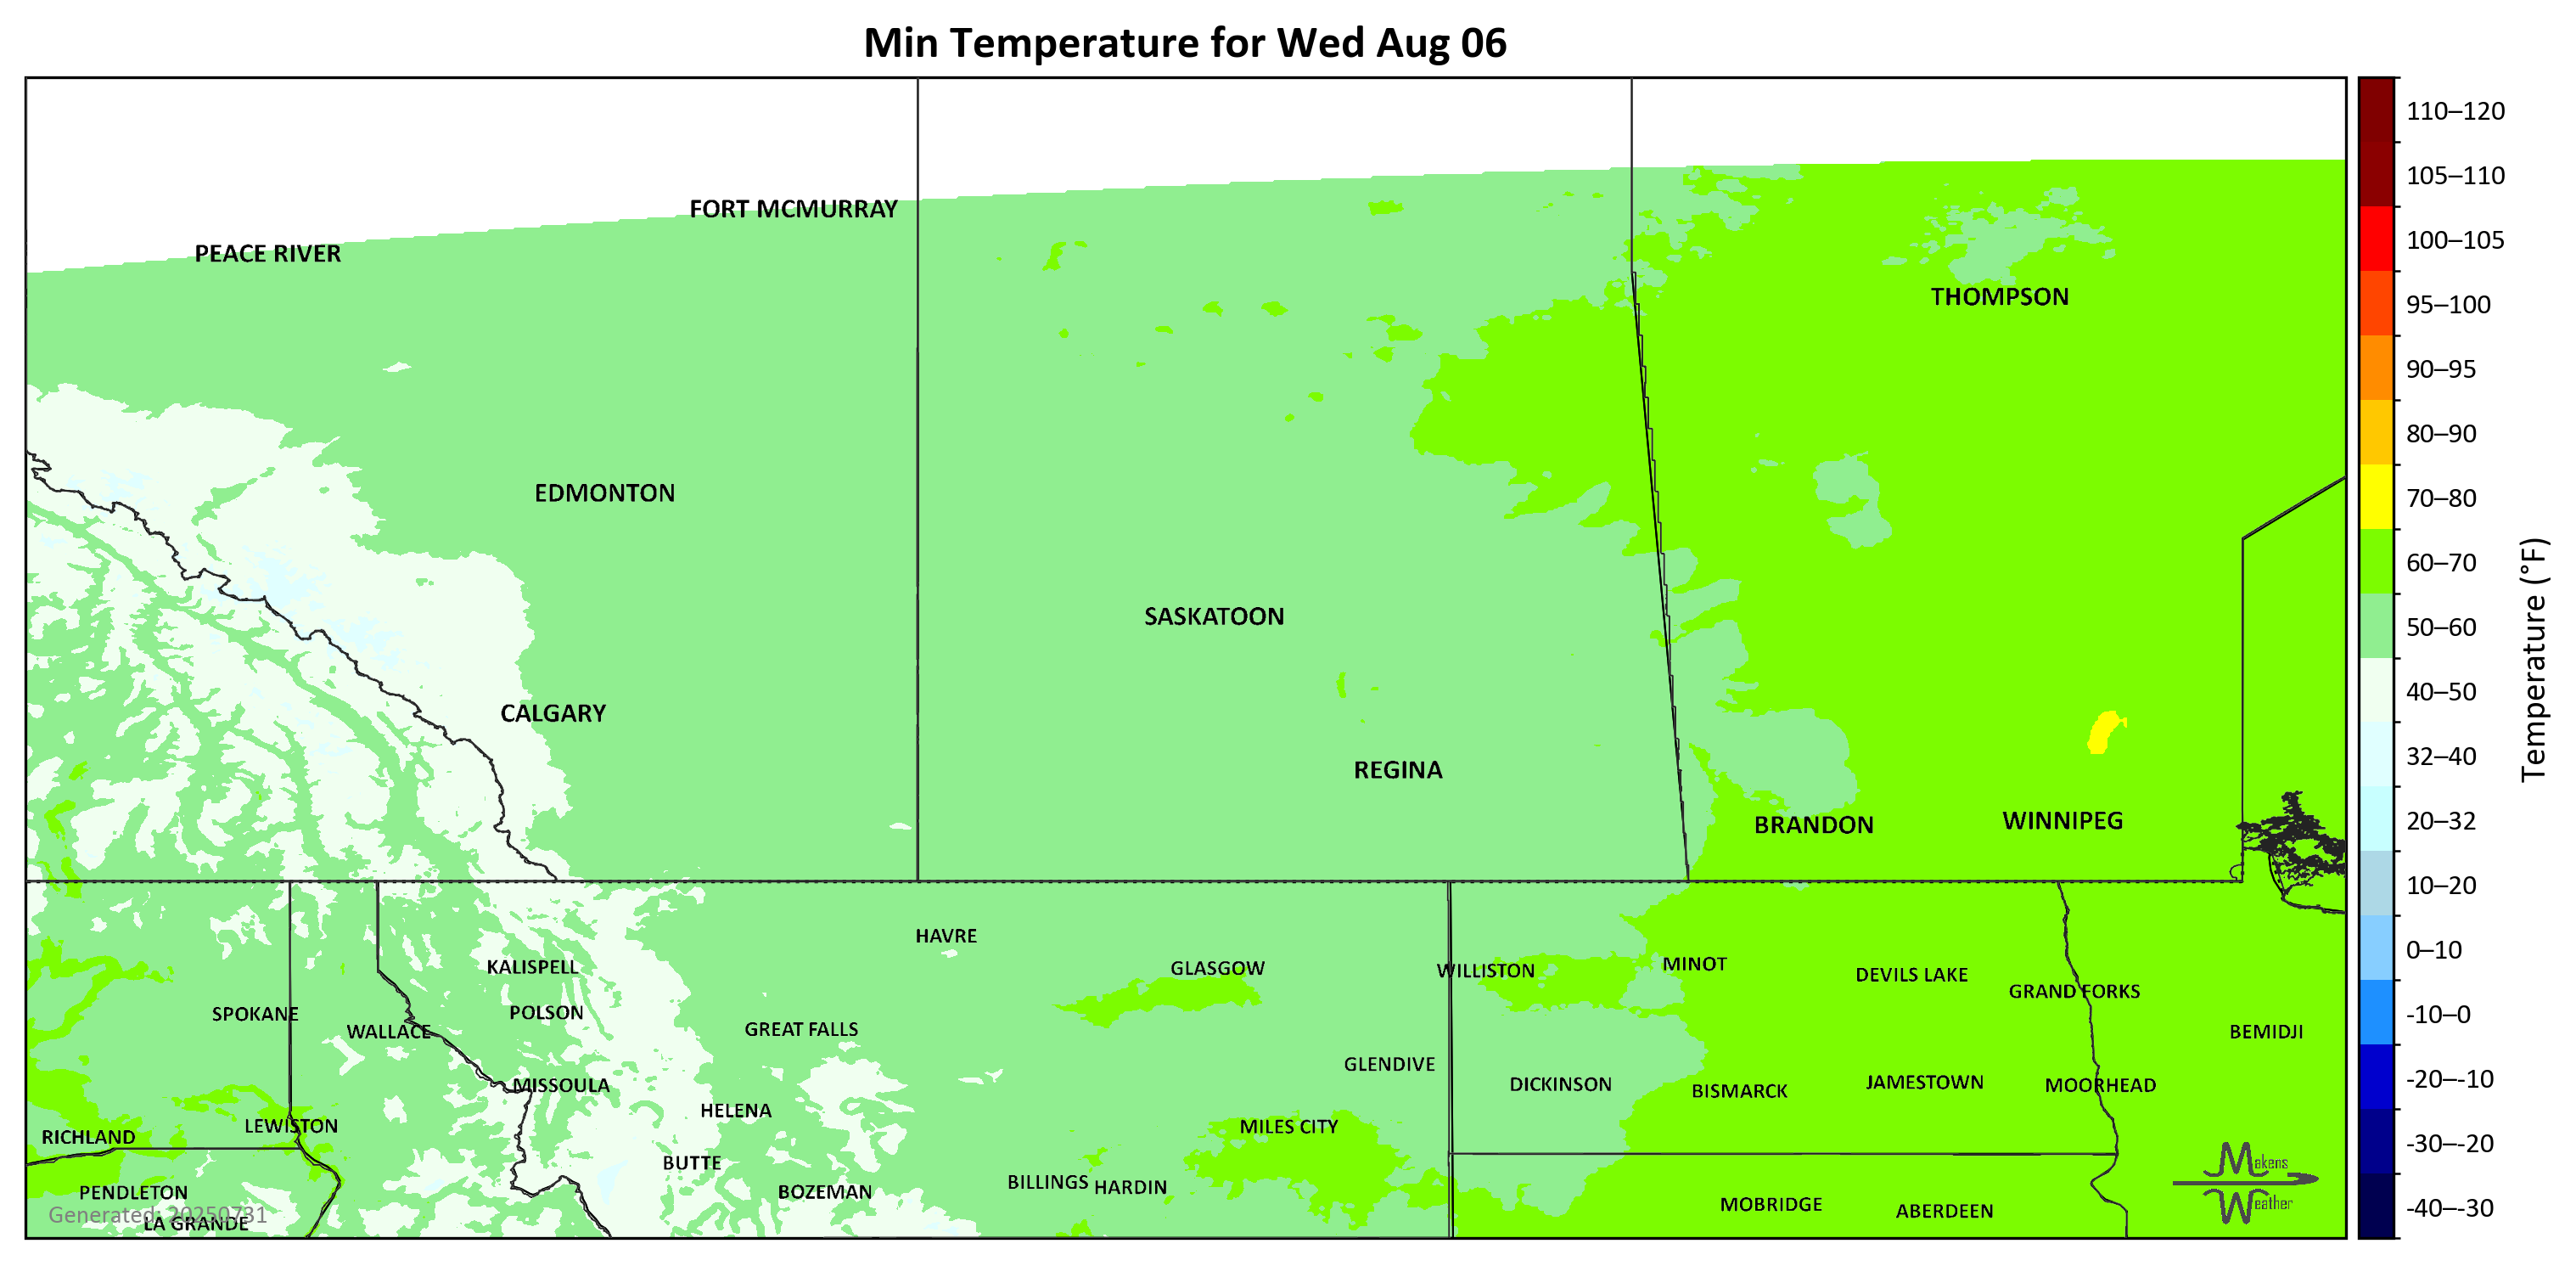 Min Temperature for Wed Aug 06
FORT MCMURRAY
PEACE RIVER
THOMPSON
EDMONTON
SASKATOON
CALGARY
REGINA
BRANDON
WINNIPEG
HAVRE
KALISPELL
GLASGOW
WILLISTON
MINOT
DEVILS LAKE
GRAND FORKS
SPOKANE
POLSON
WALLACE
GREAT FALLS
BEMIDJI
GLENDIVE
MISSOULA
DICKINSON
BISMARCK
JAMESTOWN
MOORHEAD
HELENA
LEWISTON
RICHLAND
MILES CITY
BUTTE
BILLINGS
HARDIN
BOZEMAN
PENDLETON
MOBRIDGE
ABERDEEN
Generated: 20250731
LA GRANDE
Makens
Weather
110–120
105–110
100–105
95–100
90–95
80–90
70–80
60–70
50–60
40–50
32–40
20–32
10–20
0–10
-10–0
-20–-10
-30–-20
-40–-30
Temperature (°F)